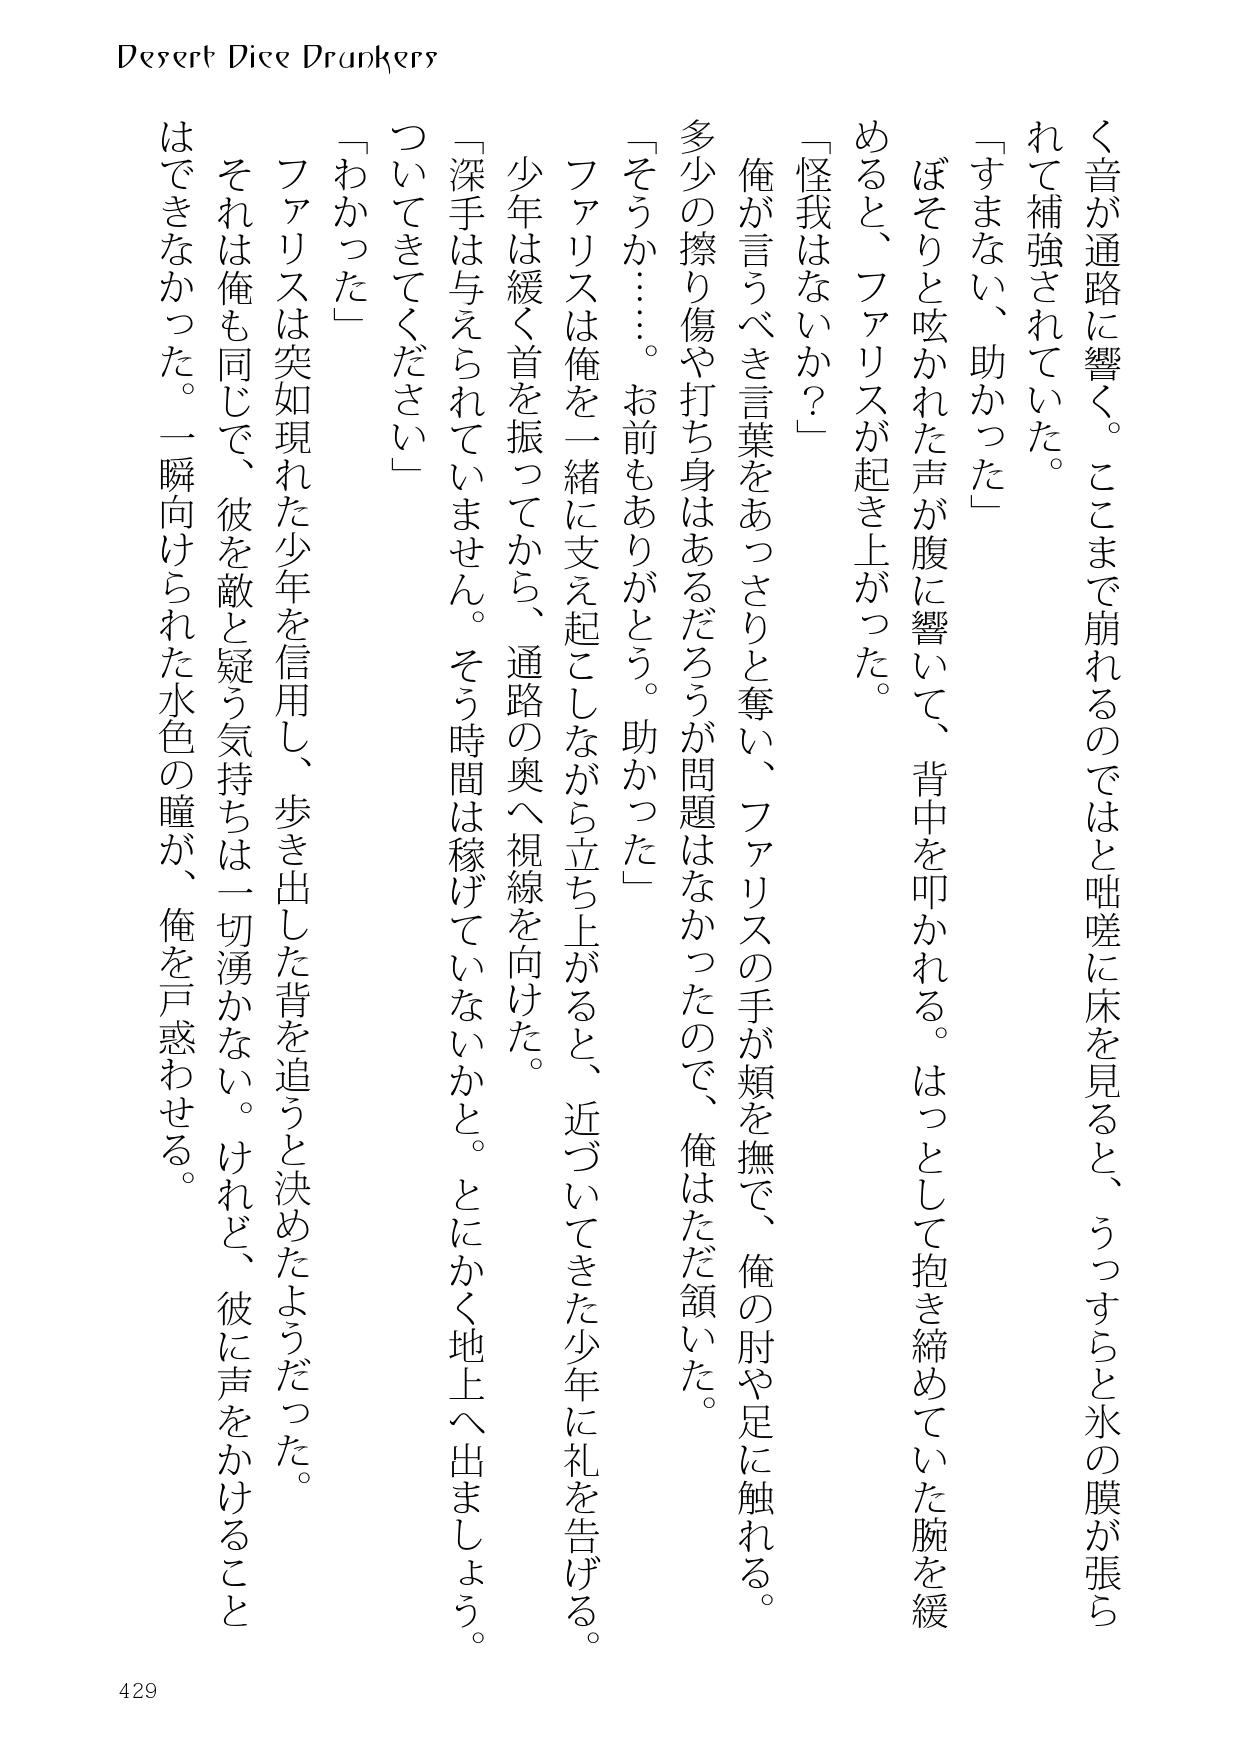 Desert Dice Drunkers
く音が通路に響く。ここまで崩れるのではと咄嗟に床を見ると、うっすらと氷の膜が張ら
れて補強されていた。
「すまない、助かった」
　ぼそりと呟かれた声が腹に響いて、背中を叩かれる。はっとして抱き締めていた腕を緩
めると、ファリスが起き上がった。
「怪我はないか？」
　俺が言うべき言葉をあっさりと奪い、ファリスの手が頬を撫で、俺の肘や足に触れる。
多少の擦り傷や打ち身はあるだろうが問題はなかったので、俺はただ頷いた。
「そうか……。お前もありがとう。助かった」
　ファリスは俺を一緒に支え起こしながら立ち上がると、近づいてきた少年に礼を告げる。
　少年は緩く首を振ってから、通路の奥へ視線を向けた。
「深手は与えられていません。そう時間は稼げていないかと。とにかく地上へ出ましょう。
ついてきてください」
「わかった」
　ファリスは突如現れた少年を信用し、歩き出した背を追うと決めたようだった。
　それは俺も同じで、彼を敵と疑う気持ちは一切湧かない。けれど、彼に声をかけること
はできなかった。一瞬向けられた水色の瞳が、俺を戸惑わせる。
429